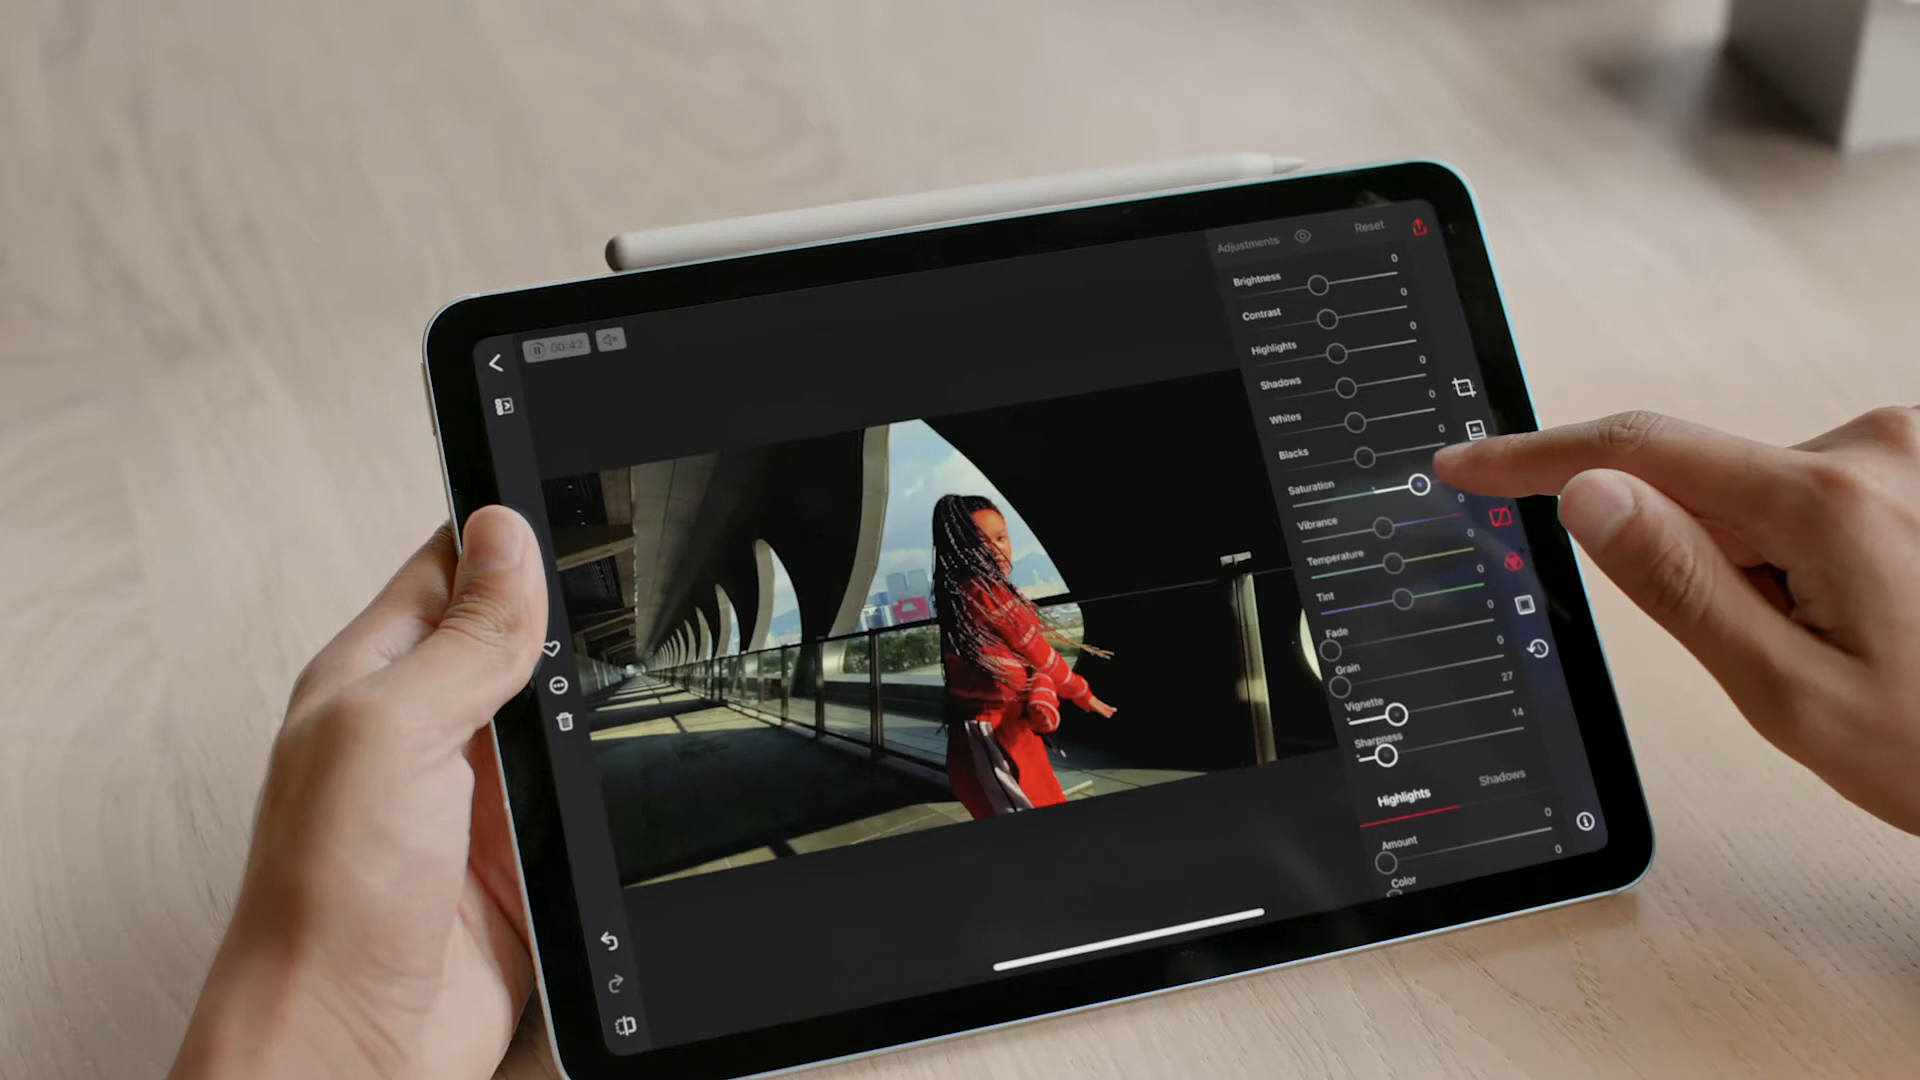 00:42
Adjustments Reset
Brightness 0
Contrast 0
Highlights 0
Shadows 0
Whites 0
Blacks 0
Saturation
Vibrance 0
Temperature 0
Tint 0
Fade 0
Grain 0
Vignette 27
Sharpness 14
Highlights Shadows
Amount 0
Color 0